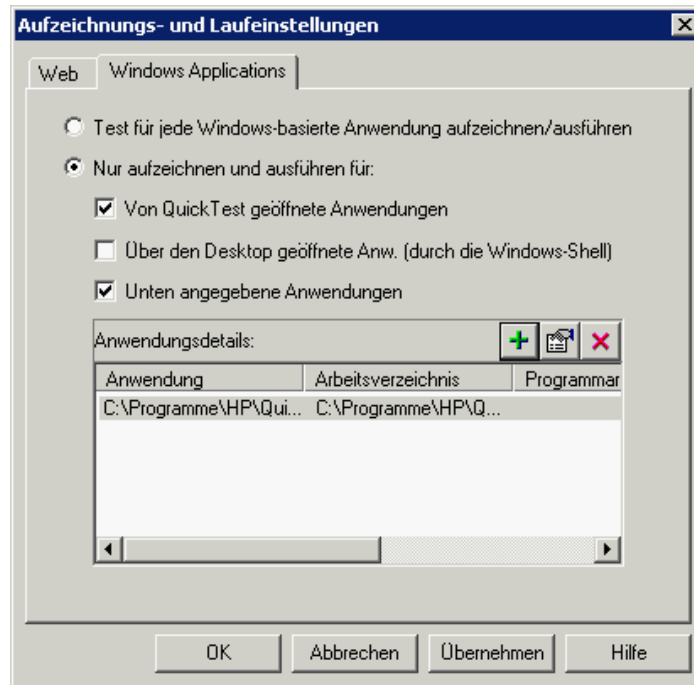 Aufzeichnungs- und Laufeinstellungen
Web Windows Applications
Test für jede Windows-basierte Anwendung aufzeichnen/ausführen
Nur aufzeichnen und ausführen für:
Von QuickTest geöffnete Anwendungen
Über den Desktop geöffnete Anw. (durch die Windows-Shell)
Unten angegebene Anwendungen
Anwendungsdetails:
Anwendung Arbeitsverzeichnis Programmar
C:\Programme\HP\Qui... C:\Programme\HP\Q...
OK Abbrechen Übernehmen Hilfe